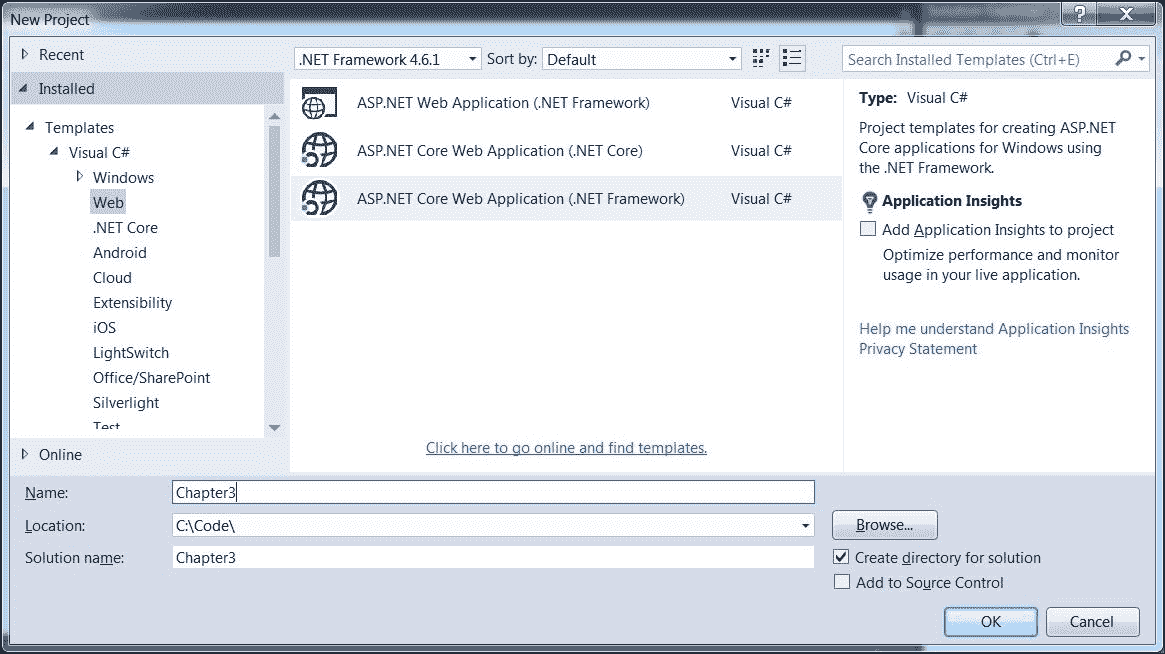 New Project
Recent
.NET Framework 4.6.1
Sort by:
Default
Search Installed Templates (Ctrl+E)
Installed
Templates
Visual C#
Windows
Web
.NET Core
Android
Cloud
Extensibility
iOS
LightSwitch
Office/SharePoint
Silverlight
Test
Online
ASP.NET Web Application (.NET Framework) Visual C#
ASP.NET Core Web Application (.NET Core) Visual C#
ASP.NET Core Web Application (.NET Framework) Visual C#
Click here to go online and find templates.
Type: Visual C#
Project templates for creating ASP.NET
Core applications for Windows using
the .NET Framework.
Application Insights
Add Application Insights to project
Optimize performance and monitor
usage in your live application.
Help me understand Application Insights
Privacy Statement
Name: Chapter3
Location: C:\Code\
Browse...
Solution name: Chapter3
Create directory for solution
Add to Source Control
OK
Cancel